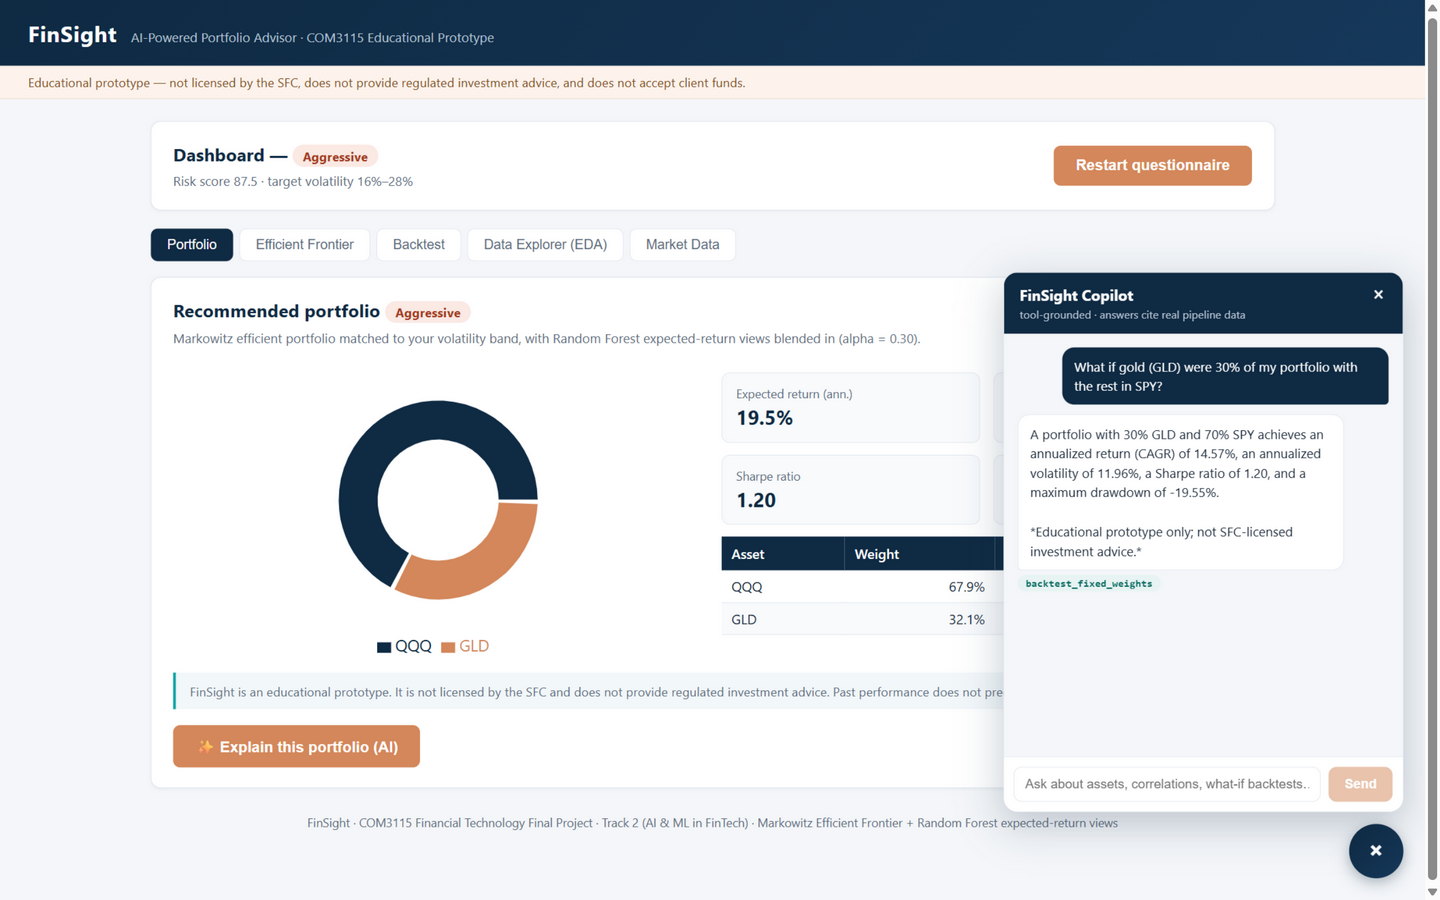 FinSight AI-Powered Portfolio Advisor · COM3115 Educational Prototype
Educational prototype — not licensed by the SFC, does not provide regulated investment advice, and does not accept client funds.
Dashboard — Aggressive
Risk score 87.5 · target volatility 16%–28%
Restart questionnaire
Portfolio
Efficient Frontier
Backtest
Data Explorer (EDA)
Market Data
Recommended portfolio Aggressive
Markowitz efficient portfolio matched to your volatility band, with Random Forest expected-return views blended in (alpha = 0.30).
QQQ GLD
Expected return (ann.)
19.5%
Sharpe ratio
1.20
Asset Weight
QQQ 67.9%
GLD 32.1%
FinSight is an educational prototype. It is not licensed by the SFC and does not provide regulated investment advice. Past performance does not pre
✨ Explain this portfolio (AI)
FinSight · COM3115 Financial Technology Final Project · Track 2 (AI & ML in FinTech) · Markowitz Efficient Frontier + Random Forest expected-return views
FinSight Copilot ×
tool-grounded · answers cite real pipeline data
What if gold (GLD) were 30% of my portfolio with
the rest in SPY?
A portfolio with 30% GLD and 70% SPY achieves an
annualized return (CAGR) of 14.57%, an annualized
volatility of 11.96%, a Sharpe ratio of 1.20, and a
maximum drawdown of -19.55%.
*Educational prototype only; not SFC-licensed
investment advice.*
backtest_fixed_weights
Ask about assets, correlations, what-if backtests..
Send
×